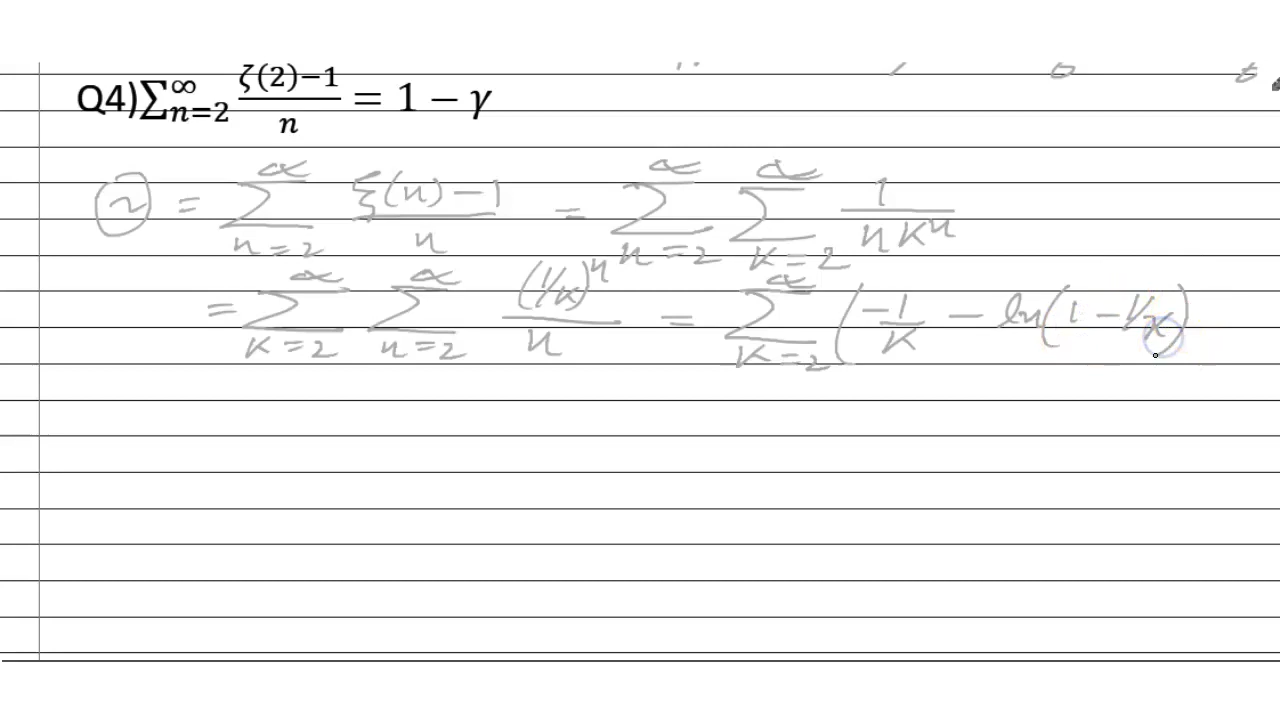 Q4) ∑_{n=2}^{∞} (ζ(2)−1)/n = 1 − γ
② = ∑_{n=2}^{∝} (ξ(n) − 1)/n = ∑_{n=2}^{∝} ∑_{K=2}^{∝} 1/(n K^n)
= ∑_{K=2}^{∝} ∑_{n=2}^{∝} (1/K)^n / n = ∑_{K=2}^{∝} ( −1/K − ln(1 − 1/K)